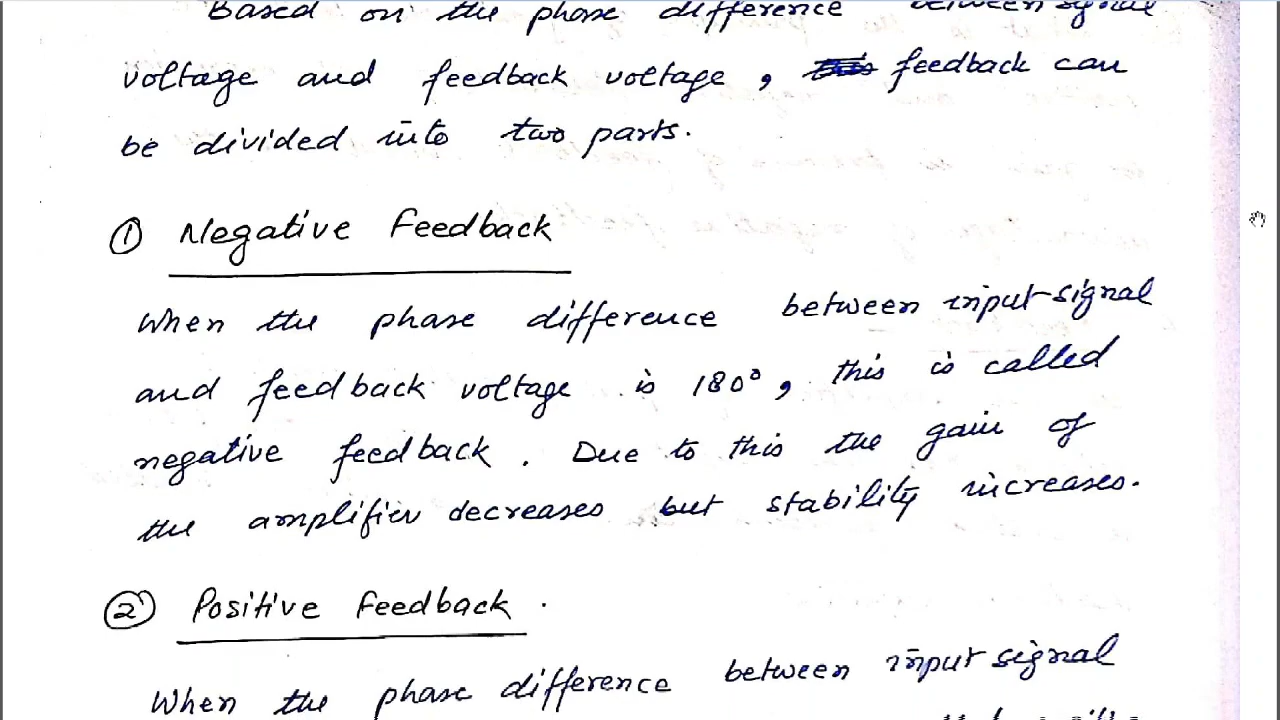 Based on the phase difference between signal
voltage and feedback voltage, this feedback can
be divided into two parts.
① Negative Feedback
When the phase difference between input signal
and feedback voltage is 180°, this is called
negative feedback. Due to this the gain of
the amplifier decreases but stability increases.
② Positive Feedback.
When the phase difference between input signal